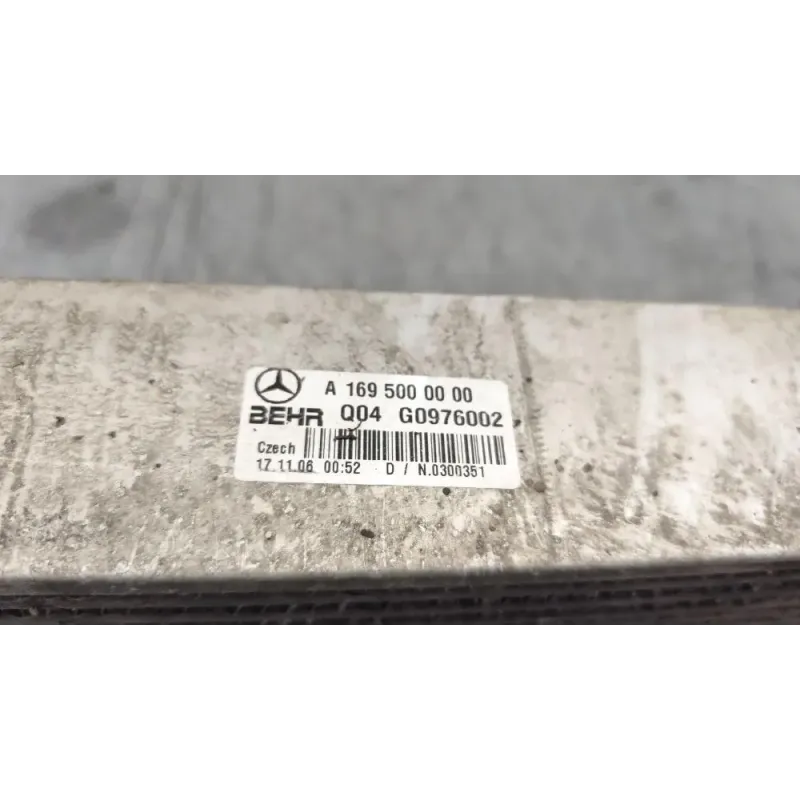 A 169 500 00 00
BEHR Q04 G0976002
Czech
17.11.06 00:52 D / N.0300351